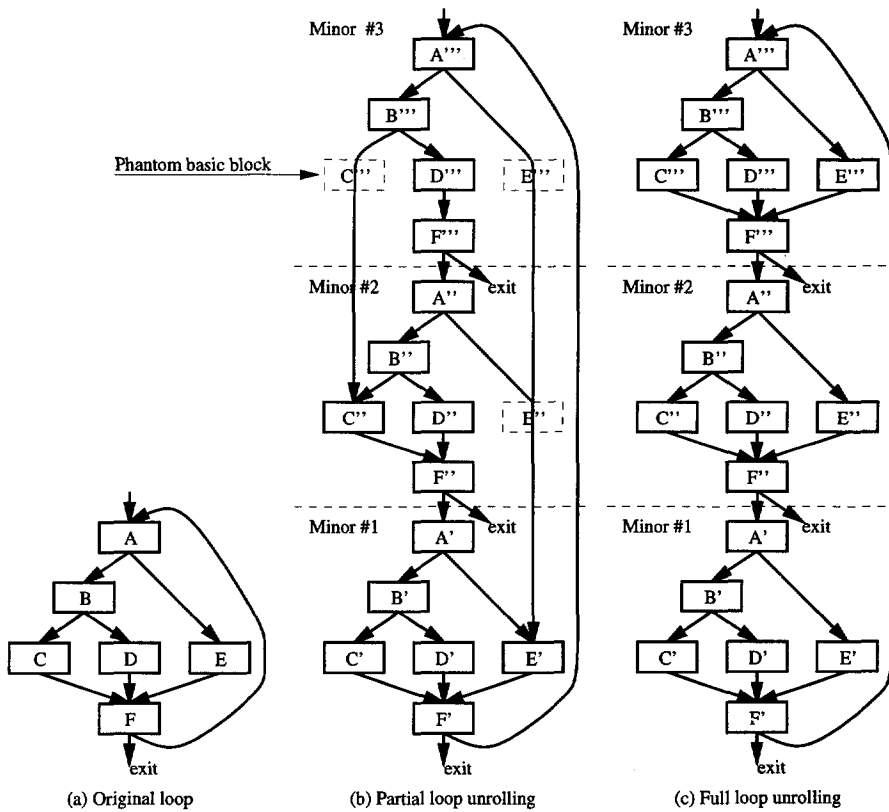 Minor #3
A'''
B'''
Phantom basic block
C'''
D'''
E'''
F'''
exit
Minor #2
A''
B''
C''
D''
E''
F''
exit
Minor #1
A'
B'
C'
D'
E'
F'
exit
(b) Partial loop unrolling
Minor #3
A'''
B'''
C'''
D'''
E'''
F'''
exit
Minor #2
A''
B''
C''
D''
E''
F''
exit
Minor #1
A'
B'
C'
D'
E'
F'
exit
(c) Full loop unrolling
A
B
C
D
E
F
exit
(a) Original loop